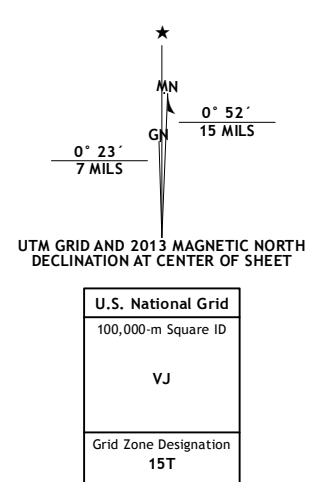 ★
MN
0° 52´
15 MILS
GN
0° 23´
7 MILS
UTM GRID AND 2013 MAGNETIC NORTH
DECLINATION AT CENTER OF SHEET
U.S. National Grid
100,000-m Square ID
VJ
Grid Zone Designation
15T